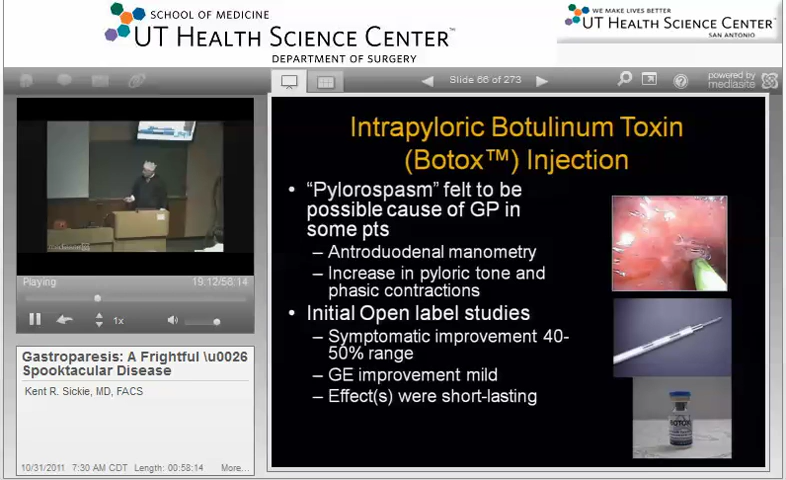 SCHOOL OF MEDICINE
UT HEALTH SCIENCE CENTER™
DEPARTMENT OF SURGERY
WE MAKE LIVES BETTER
UT HEALTH SCIENCE CENTER™
SAN ANTONIO
Slide 66 of 273
powered by
mediasite
Playing
19:12/58:14
1x
Gastroparesis: A Frightful \u0026
Spooktacular Disease
Kent R. Sickie, MD, FACS
10/31/2011 7:30 AM CDT Length: 00:58:14 More...
Intrapyloric Botulinum Toxin
(Botox™) Injection
• “Pylorospasm” felt to be
possible cause of GP in
some pts
– Antroduodenal manometry
– Increase in pyloric tone and
phasic contractions
• Initial Open label studies
– Symptomatic improvement 40-
50% range
– GE improvement mild
– Effect(s) were short-lasting
BOTOX